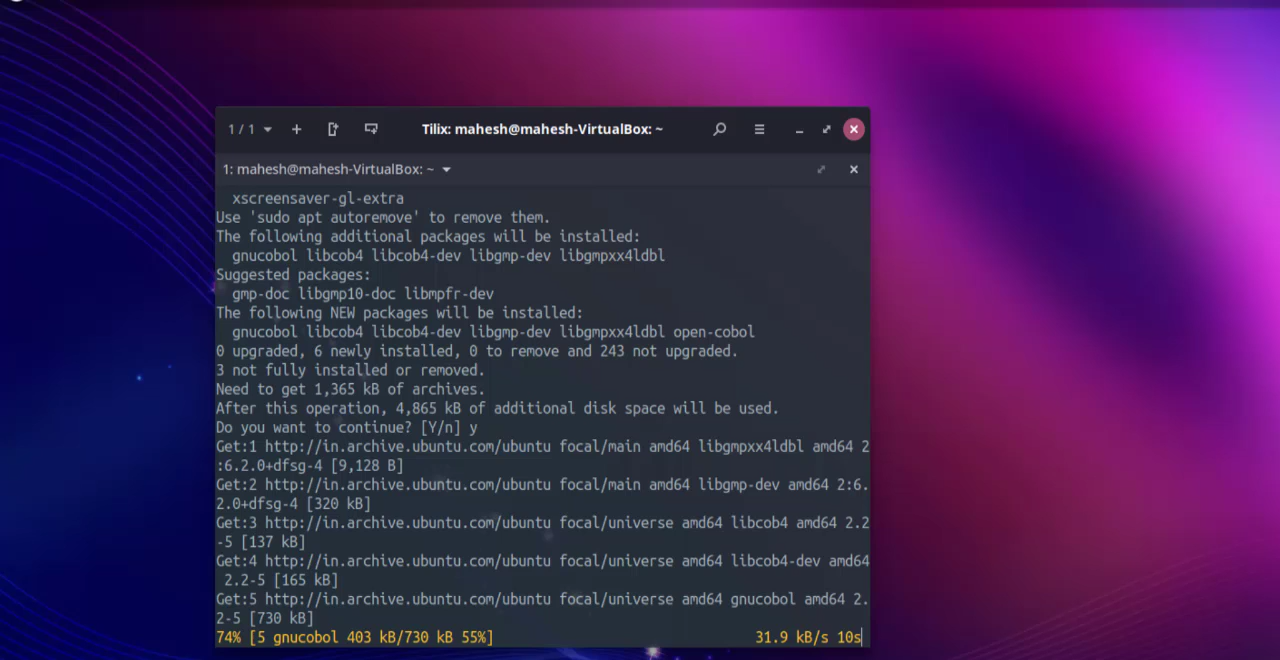 1 / 1
Tilix: mahesh@mahesh-VirtualBox: ~
1: mahesh@mahesh-VirtualBox: ~
xscreensaver-gl-extra
Use 'sudo apt autoremove' to remove them.
The following additional packages will be installed:
gnucobol libcob4 libcob4-dev libgmp-dev libgmpxx4ldbl
Suggested packages:
gmp-doc libgmp10-doc libmpfr-dev
The following NEW packages will be installed:
gnucobol libcob4 libcob4-dev libgmp-dev libgmpxx4ldbl open-cobol
0 upgraded, 6 newly installed, 0 to remove and 243 not upgraded.
3 not fully installed or removed.
Need to get 1,365 kB of archives.
After this operation, 4,865 kB of additional disk space will be used.
Do you want to continue? [Y/n] y
Get:1 http://in.archive.ubuntu.com/ubuntu focal/main amd64 libgmpxx4ldbl amd64 2
:6.2.0+dfsg-4 [9,128 B]
Get:2 http://in.archive.ubuntu.com/ubuntu focal/main amd64 libgmp-dev amd64 2:6.
2.0+dfsg-4 [320 kB]
Get:3 http://in.archive.ubuntu.com/ubuntu focal/universe amd64 libcob4 amd64 2.2
-5 [137 kB]
Get:4 http://in.archive.ubuntu.com/ubuntu focal/universe amd64 libcob4-dev amd64
2.2-5 [165 kB]
Get:5 http://in.archive.ubuntu.com/ubuntu focal/universe amd64 gnucobol amd64 2.
2-5 [730 kB]
74% [5 gnucobol 403 kB/730 kB 55%] 31.9 kB/s 10s